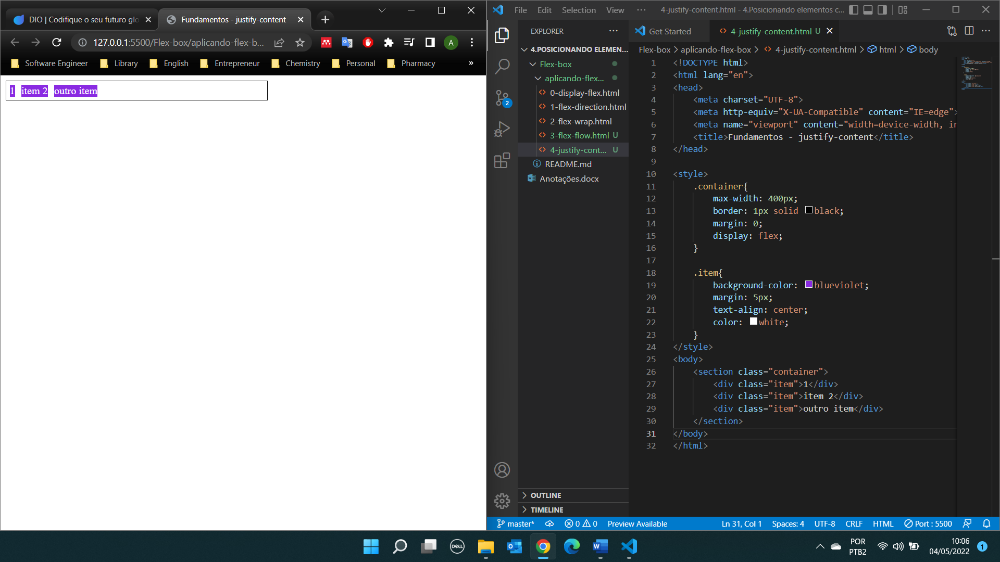 DIO | Codifique o seu futuro glo
Fundamentos - justify-content
127.0.0.1:5500/Flex-box/aplicando-flex-b...
A
Software Engineer
Library
English
Entrepreneur
Chemistry
Personal
Pharmacy
»
1 item 2 outro item
File Edit Selection View ···
4-justify-content.html - 4.Posicionando elementos c...
EXPLORER ···
4.POSICIONANDO ELEMEN...
Flex-box
aplicando-flex...
0-display-flex.html
1-flex-direction.html
2-flex-wrap.html
3-flex-flow.html U
4-justify-cont... U
README.md
Anotações.docx
2
OUTLINE
TIMELINE
Get Started
4-justify-content.html U
Flex-box > aplicando-flex-box > 4-justify-content.html > html > body
1 <!DOCTYPE html>
2 <html lang="en">
3 <head>
4 <meta charset="UTF-8">
5 <meta http-equiv="X-UA-Compatible" content="IE=edge">
6 <meta name="viewport" content="width=device-width, in
7 <title>Fundamentos - justify-content</title>
8 </head>
9
10 <style>
11 .container{
12 max-width: 400px;
13 border: 1px solid black;
14 margin: 0;
15 display: flex;
16 }
17
18 .item{
19 background-color: blueviolet;
20 margin: 5px;
21 text-align: center;
22 color: white;
23 }
24 </style>
25 <body>
26 <section class="container">
27 <div class="item">1</div>
28 <div class="item">item 2</div>
29 <div class="item">outro item</div>
30 </section>
31 </body>
32 </html>
master* 0 0 Preview Available
Ln 31, Col 1 Spaces: 4 UTF-8 CRLF HTML Port : 5500
DELL
POR
PTB2
10:06
04/05/2022
1